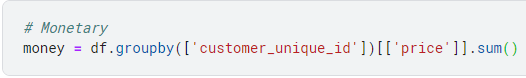 # Monetary
money = df.groupby(['customer_unique_id'])[['price']].sum()